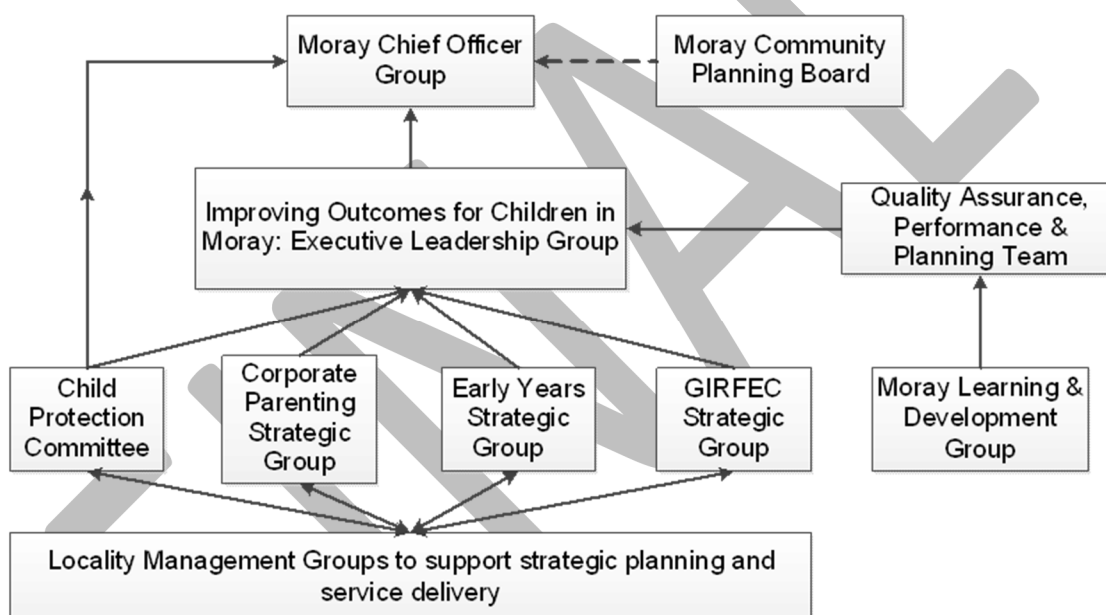 Moray Chief Officer
Group
Moray Community
Planning Board
Improving Outcomes for Children in
Moray: Executive Leadership Group
Quality Assurance,
Performance &
Planning Team
Child
Protection
Committee
Corporate
Parenting
Strategic
Group
Early Years
Strategic
Group
GIRFEC
Strategic
Group
Moray Learning &
Development
Group
Locality Management Groups to support strategic planning and
service delivery